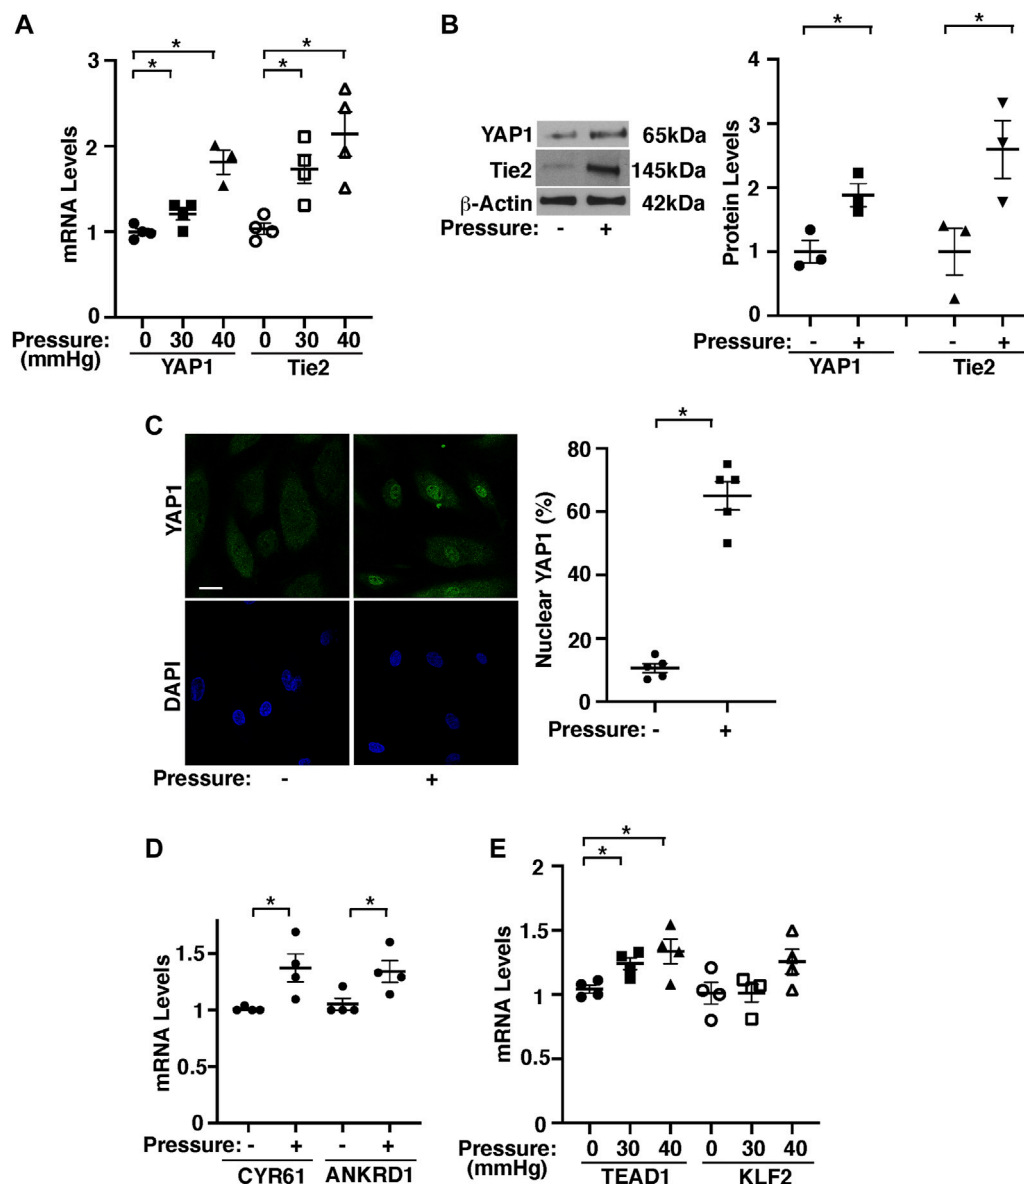 A
3
2
1
0
mRNA Levels
* * * *
Pressure: 0 30 40 0 30 40
(mmHg) YAP1 Tie2
B
YAP1 65kDa
Tie2 145kDa
β-Actin 42kDa
Pressure: - +
* *
4
3
2
1
0
Protein Levels
Pressure: - + - +
YAP1 Tie2
C
YAP1
DAPI
Pressure: - +
*
80
60
40
20
0
Nuclear YAP1 (%)
Pressure: - +
D
* *
1.5
1
0.5
0
mRNA Levels
Pressure: - + - +
CYR61 ANKRD1
E
* *
2
1.5
1
0.5
0
mRNA Levels
Pressure: 0 30 40 0 30 40
(mmHg) TEAD1 KLF2